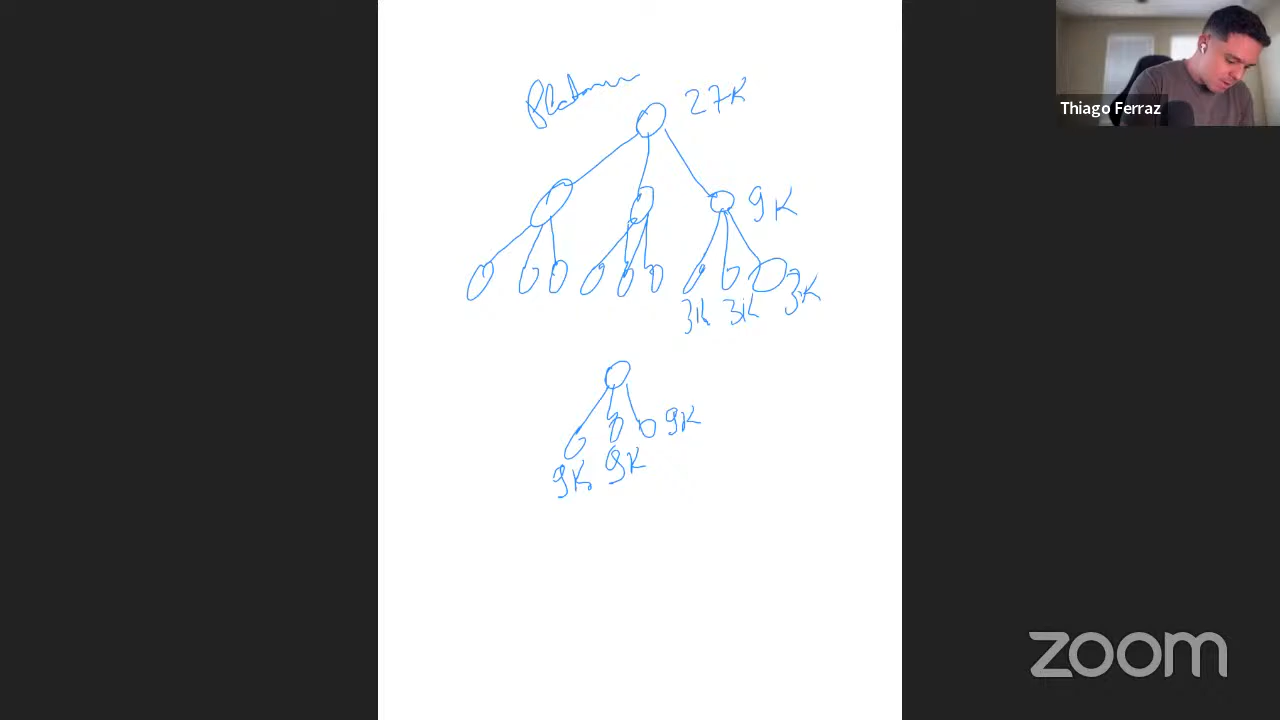 Platinum
27K
Thiago Ferraz
9K
3K 3K 3K
9K
9K 9K
zoom